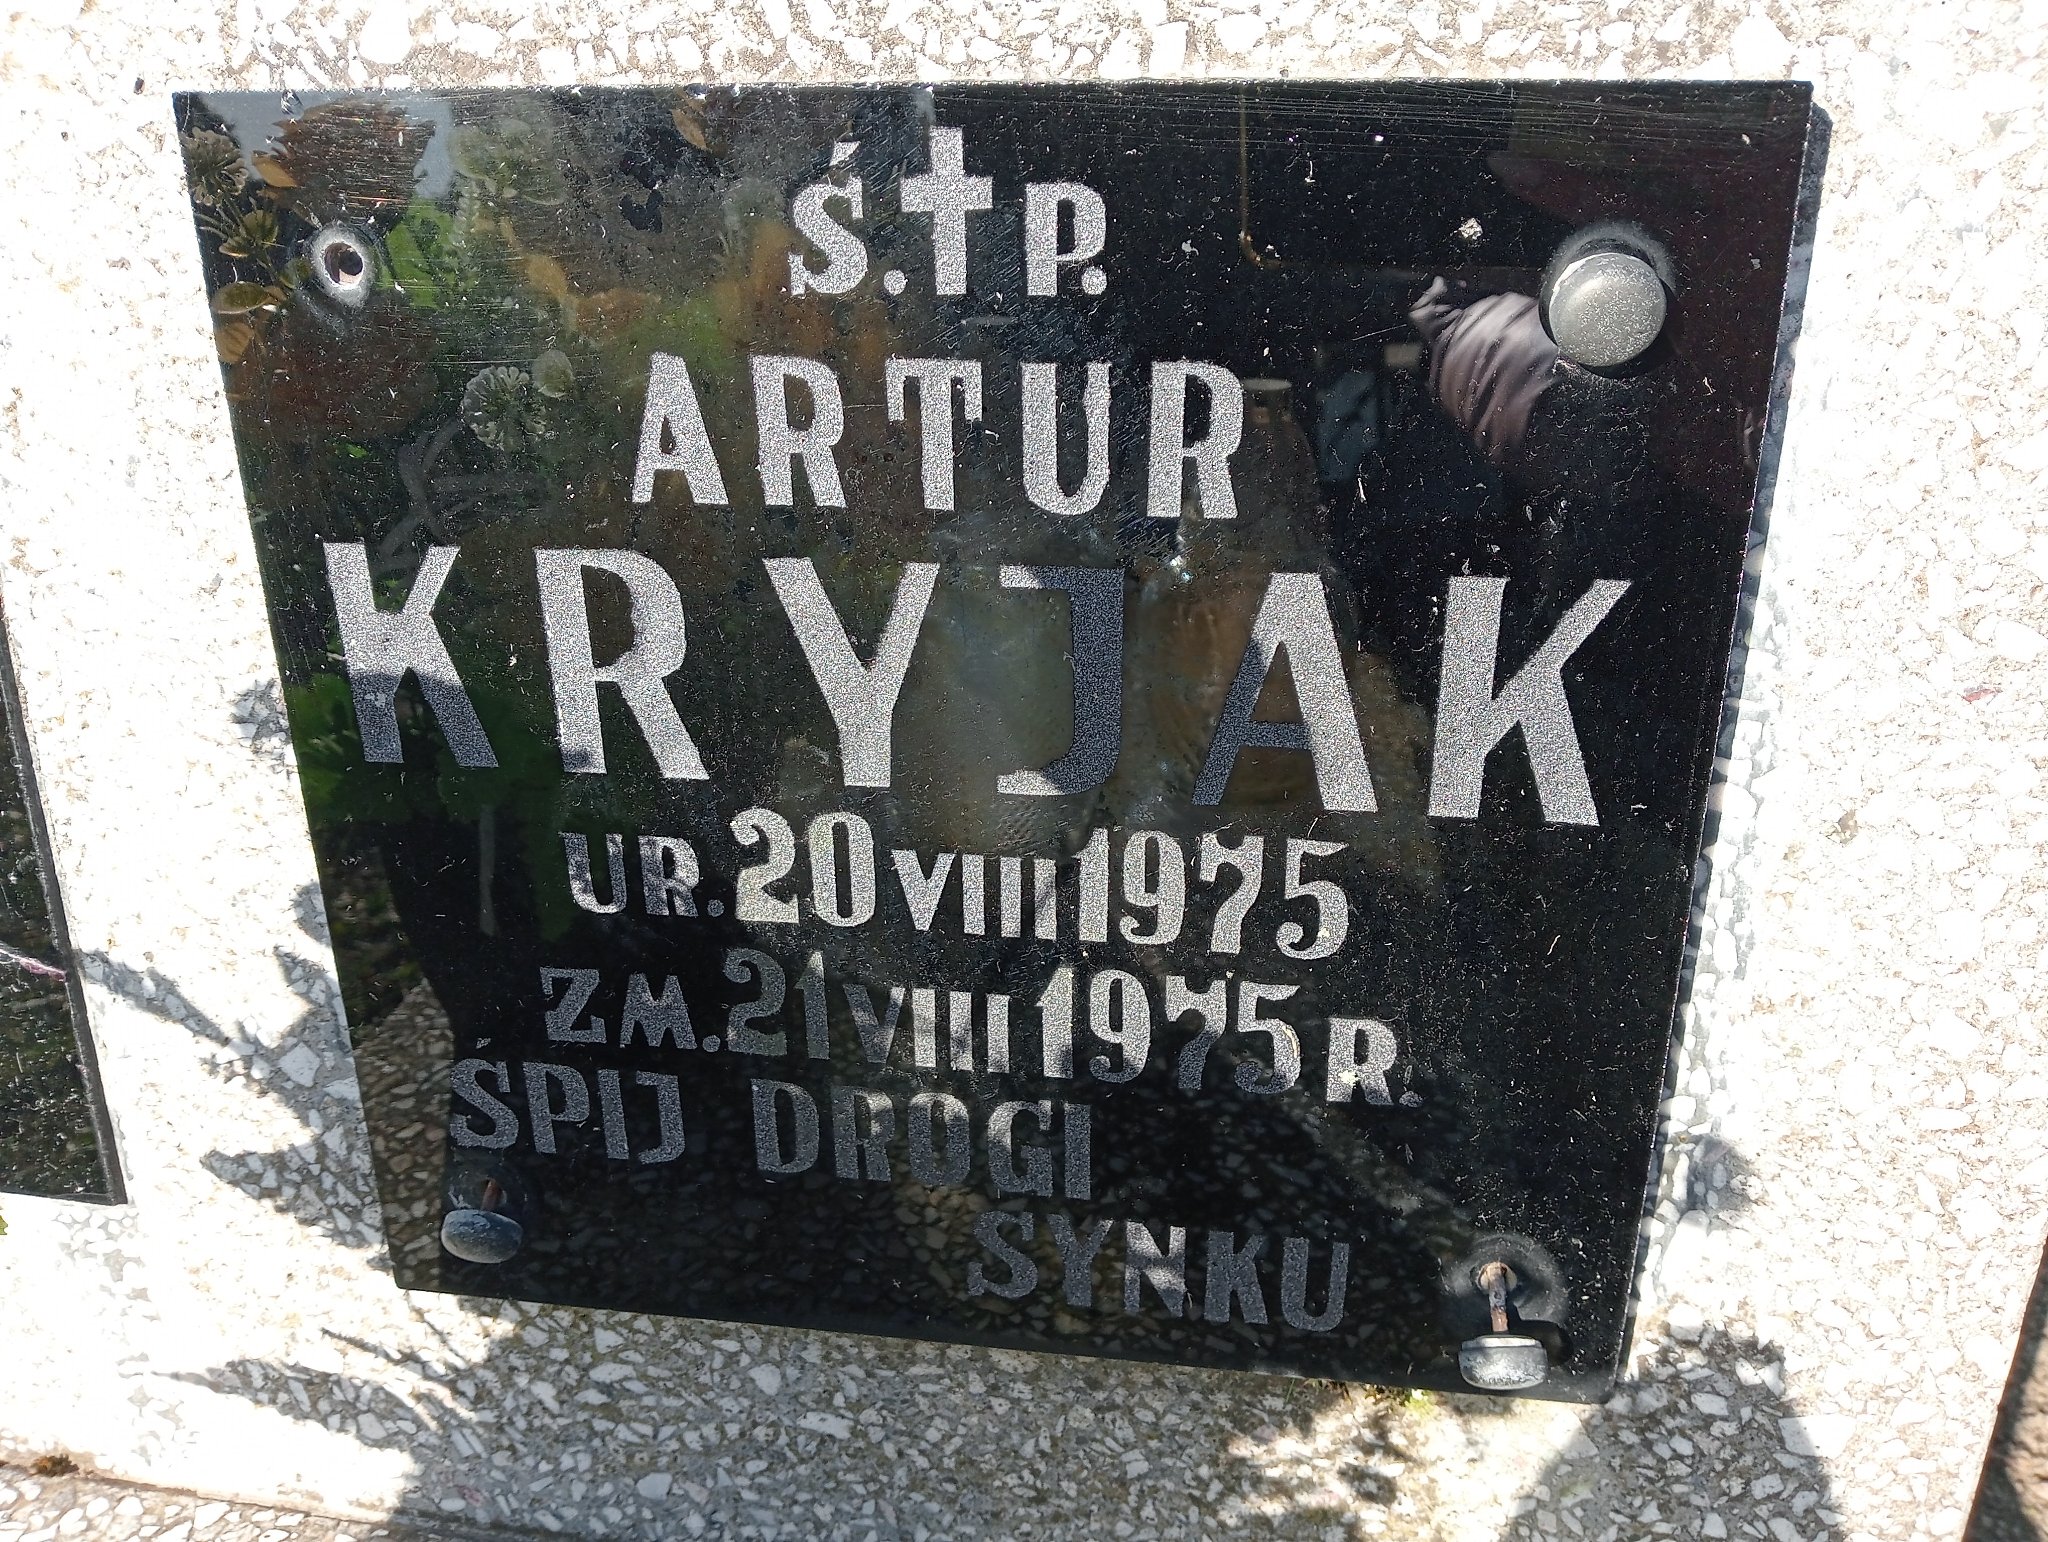 Ś.†P.
ARTUR
KRYJAK
UR. 20 VIII 1975
ZM. 21 VIII 1975 R.
ŚPIJ DROGI
SYNKU